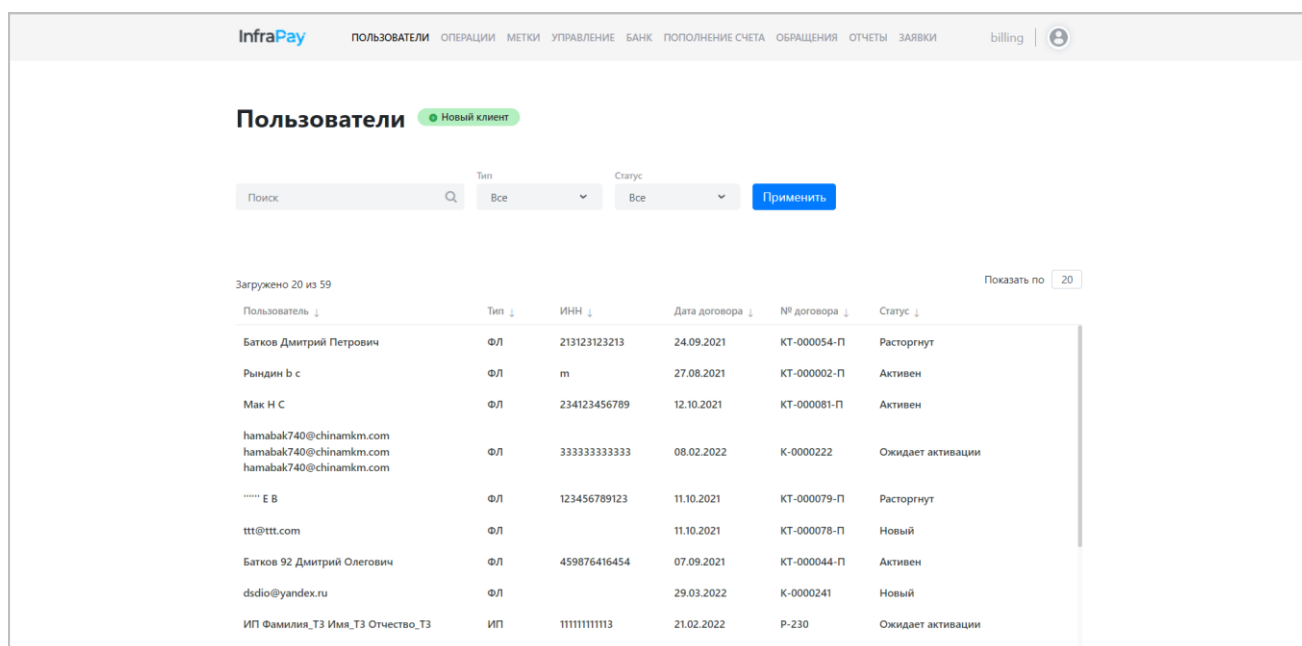 InfraPay ПОЛЬЗОВАТЕЛИ ОПЕРАЦИИ МЕТКИ УПРАВЛЕНИЕ БАНК ПОПОЛНЕНИЕ СЧЕТА ОБРАЩЕНИЯ ОТЧЕТЫ ЗАЯВКИ billing
Пользователи Новый клиент
Тип Статус
Поиск Все Все Применить
Показать по 20
Загружено 20 из 59
Пользователь ↓ Тип ↓ ИНН ↓ Дата договора ↓ № договора ↓ Статус ↓
Батков Дмитрий Петрович ФЛ 213123123213 24.09.2021 КТ-000054-П Расторгнут
Рындин b c ФЛ m 27.08.2021 КТ-000002-П Активен
Мак Н С ФЛ 234123456789 12.10.2021 КТ-000081-П Активен
hamabak740@chinamkm.com
hamabak740@chinamkm.com ФЛ 333333333333 08.02.2022 К-0000222 Ожидает активации
hamabak740@chinamkm.com
'''''' Е В ФЛ 123456789123 11.10.2021 КТ-000079-П Расторгнут
ttt@ttt.com ФЛ 11.10.2021 КТ-000078-П Новый
Батков 92 Дмитрий Олегович ФЛ 459876416454 07.09.2021 КТ-000044-П Активен
dsdio@yandex.ru ФЛ 29.03.2022 К-0000241 Новый
ИП Фамилия_ТЗ Имя_ТЗ Отчество_ТЗ ИП 111111111113 21.02.2022 Р-230 Ожидает активации